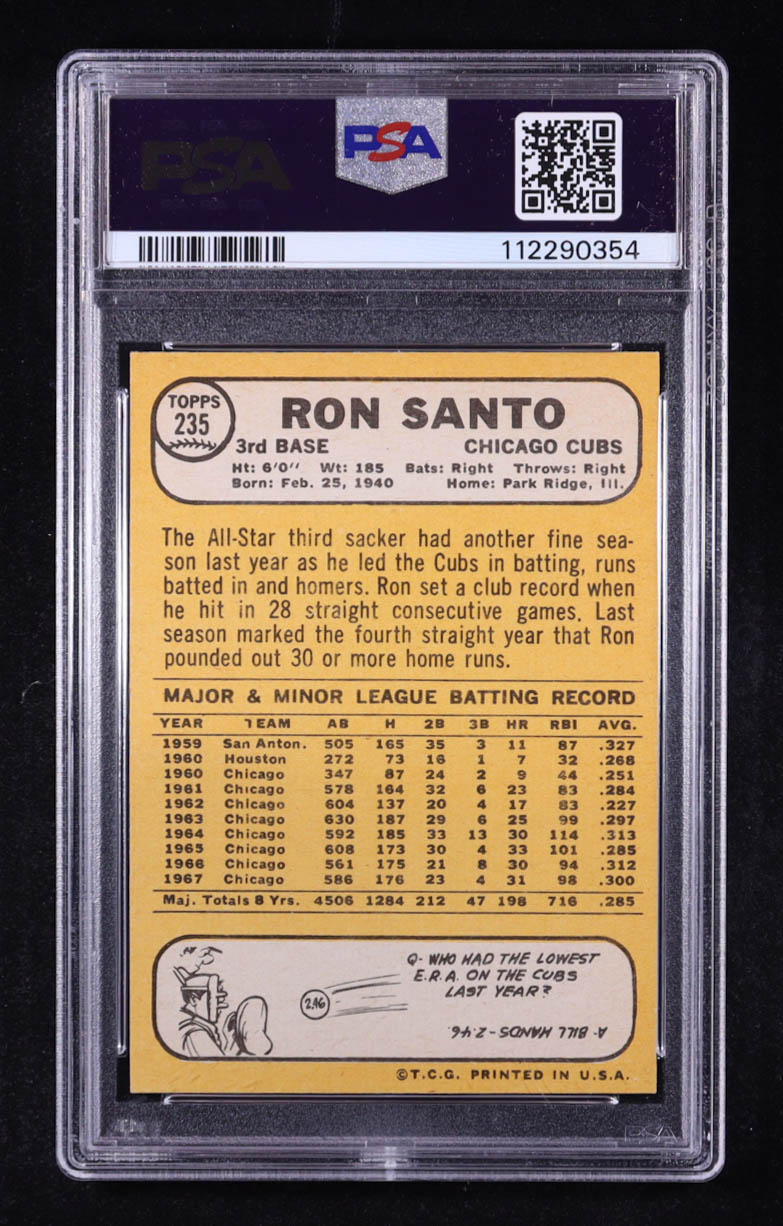 PSA
PSA
112290354
TOPPS
235
RON SANTO
3rd BASE CHICAGO CUBS
Ht: 6'0" Wt: 185 Bats: Right Throws: Right
Born: Feb. 25, 1940 Home: Park Ridge, Ill.
The All-Star third sacker had another fine sea-
son last year as he led the Cubs in batting, runs
batted in and homers. Ron set a club record when
he hit in 28 straight consecutive games. Last
season marked the fourth straight year that Ron
pounded out 30 or more home runs.
MAJOR & MINOR LEAGUE BATTING RECORD
YEAR TEAM AB H 2B 3B HR RBI AVG.
1959 San Anton. 505 165 35 3 11 87 .327
1960 Houston 272 73 16 1 7 32 .268
1960 Chicago 347 87 24 2 9 44 .251
1961 Chicago 578 164 32 6 23 83 .284
1962 Chicago 604 137 20 4 17 83 .227
1963 Chicago 630 187 29 6 25 99 .297
1964 Chicago 592 185 33 13 30 114 .313
1965 Chicago 608 173 30 4 33 101 .285
1966 Chicago 561 175 21 8 30 94 .312
1967 Chicago 586 176 23 4 31 98 .300
Maj. Totals 8 Yrs. 4506 1284 212 47 198 716 .285
Q- WHO HAD THE LOWEST
E.R.A. ON THE CUBS
LAST YEAR?
2.46
A- BILL HANDS-2.46.
©T.C.G. PRINTED IN U.S.A.
PSA